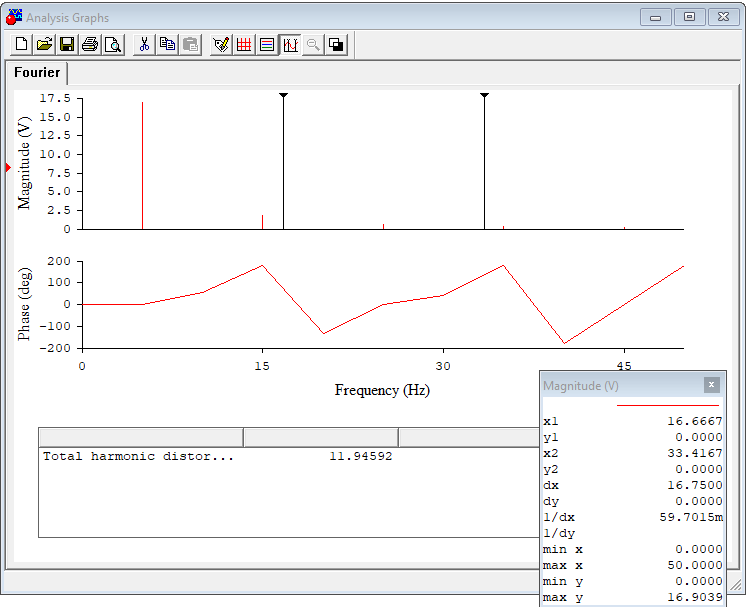 Analysis Graphs
Fourier
17.5
15.0
12.5
10.0
7.5
5.0
2.5
0
Magnitude (V)
200
100
0
-100
-200
Phase (deg)
0 15 30 45
Frequency (Hz)
Total harmonic distor... 11.94592
Magnitude (V)
x1 16.6667
y1 0.0000
x2 33.4167
y2 0.0000
dx 16.7500
dy 0.0000
1/dx 59.7015m
1/dy
min x 0.0000
max x 50.0000
min y 0.0000
max y 16.9039